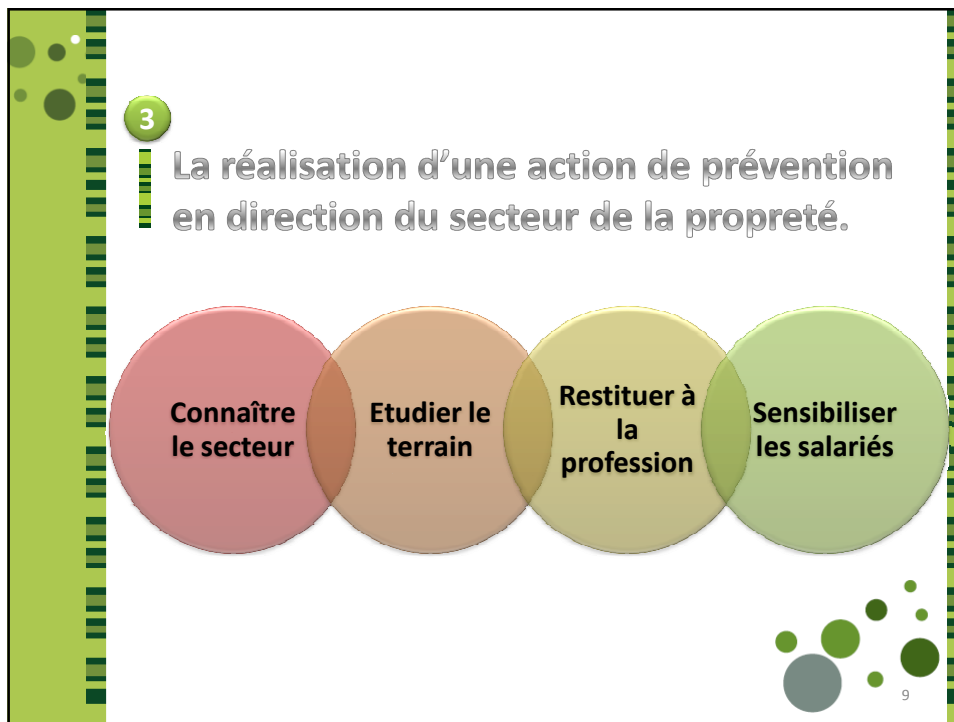 3
La réalisation d’une action de prévention
en direction du secteur de la propreté.
Connaître
le secteur
Etudier le
terrain
Restituer à
la
profession
Sensibiliser
les salariés
9